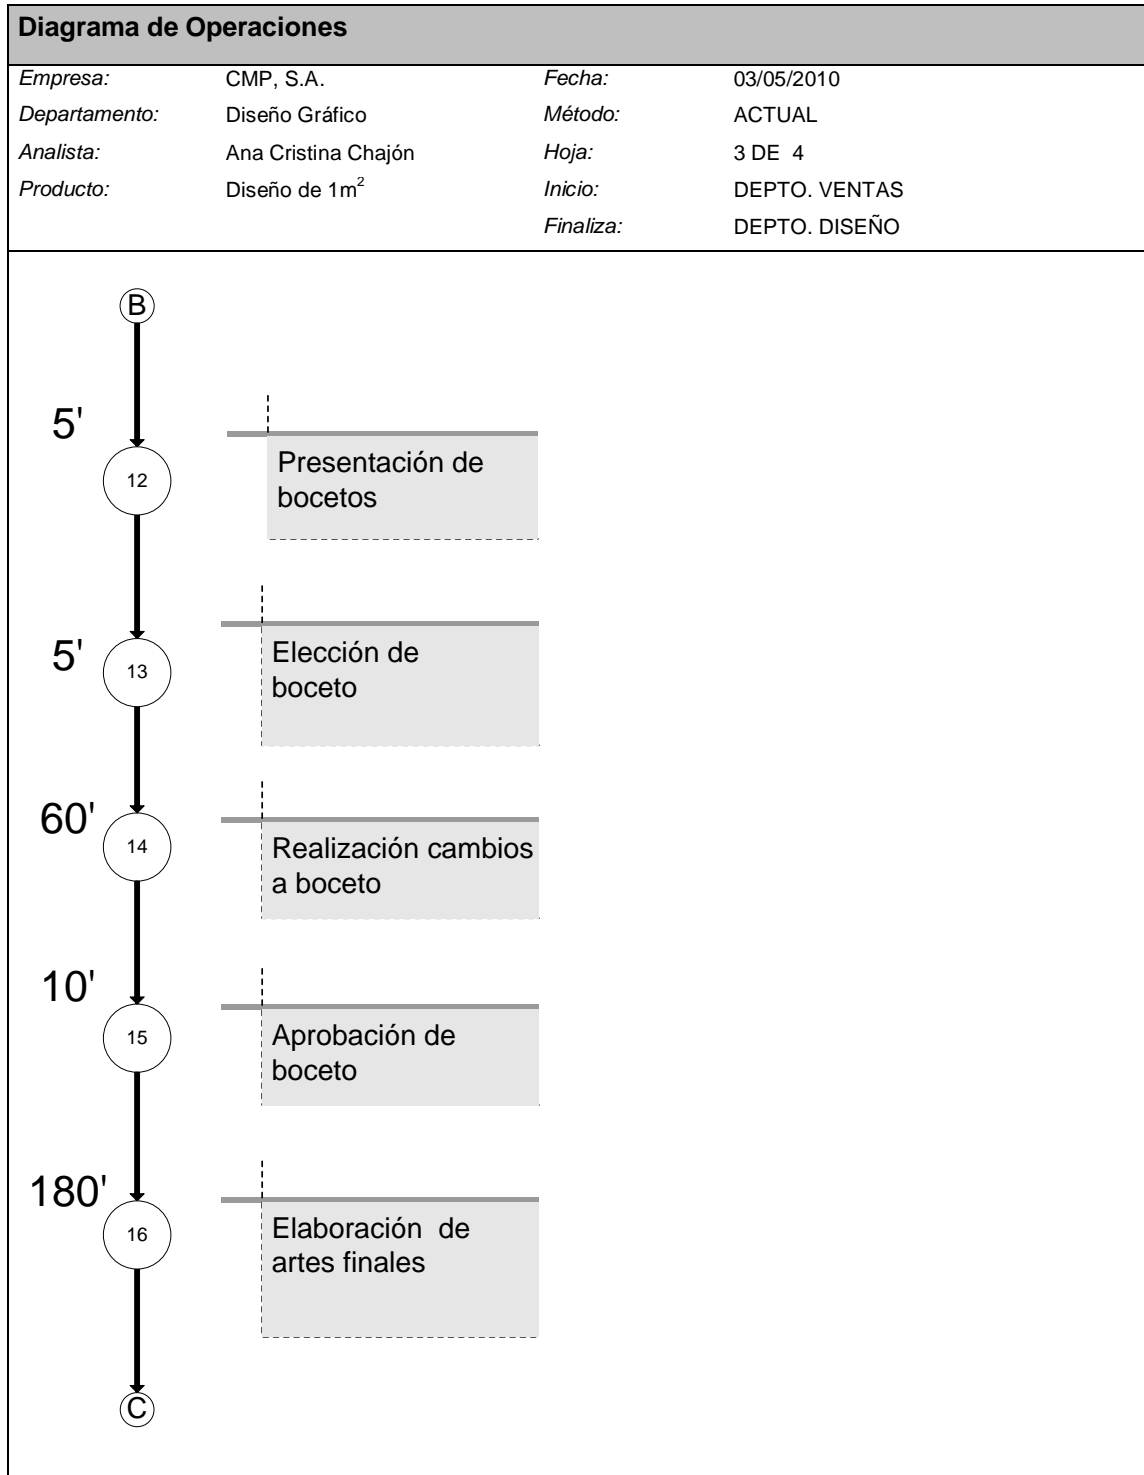 Diagrama de Operaciones
Empresa: CMP, S.A. Fecha: 03/05/2010
Departamento: Diseño Gráfico Método: ACTUAL
Analista: Ana Cristina Chajón Hoja: 3 DE 4
Producto: Diseño de 1m² Inicio: DEPTO. VENTAS
Finaliza: DEPTO. DISEÑO
B
5'
12
Presentación de
bocetos
5'
13
Elección de
boceto
60'
14
Realización cambios
a boceto
10'
15
Aprobación de
boceto
180'
16
Elaboración de
artes finales
C